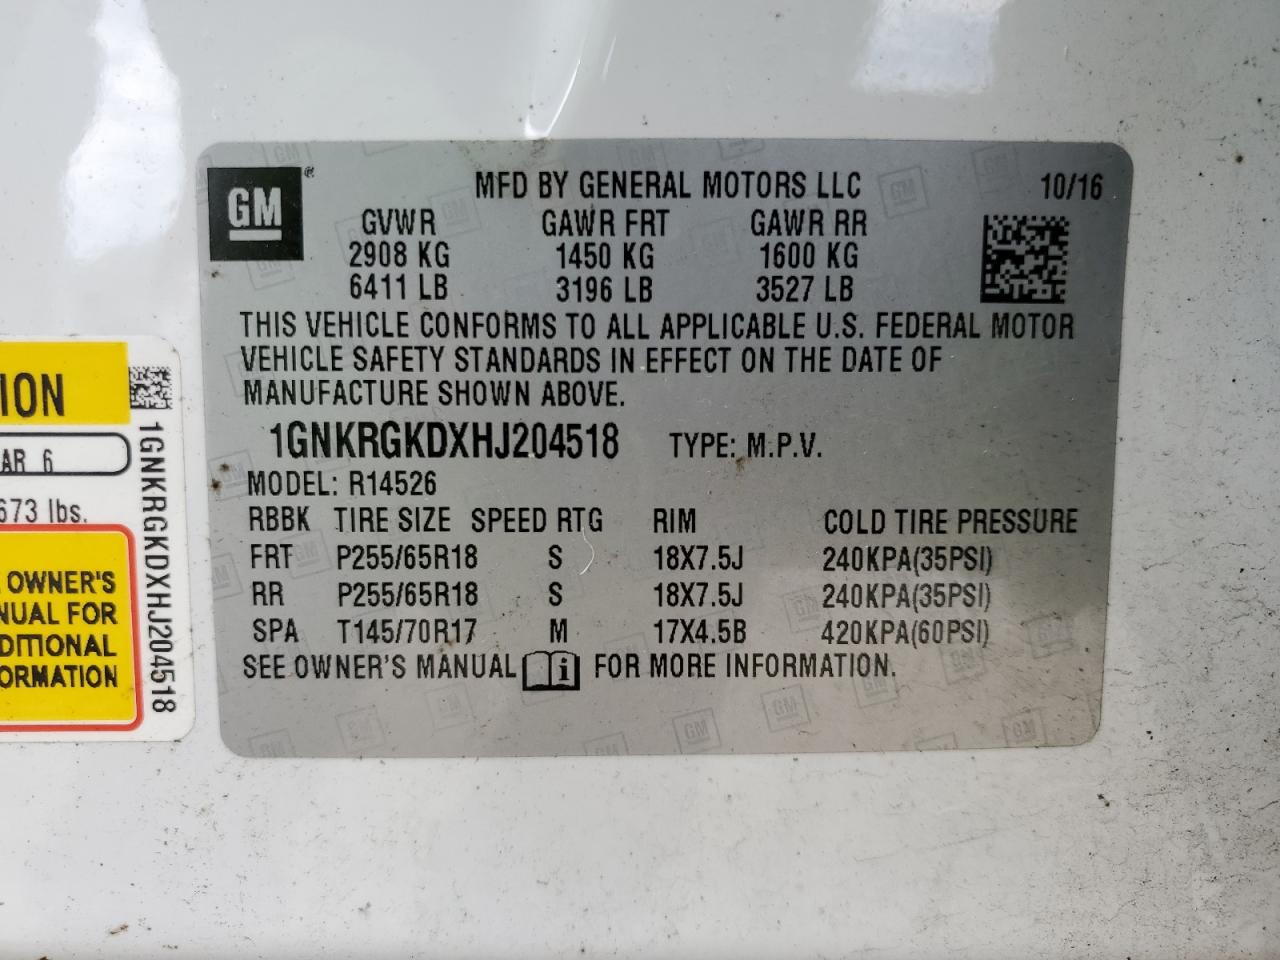 GM
MFD BY GENERAL MOTORS LLC 10/16
GVWR GAWR FRT GAWR RR
2908 KG 1450 KG 1600 KG
6411 LB 3196 LB 3527 LB
THIS VEHICLE CONFORMS TO ALL APPLICABLE U.S. FEDERAL MOTOR
VEHICLE SAFETY STANDARDS IN EFFECT ON THE DATE OF
MANUFACTURE SHOWN ABOVE.
1GNKRGKDXHJ204518 TYPE: M.P.V.
MODEL: R14526
RBBK TIRE SIZE SPEED RTG RIM COLD TIRE PRESSURE
FRT P255/65R18 S 18X7.5J 240KPA(35PSI)
RR P255/65R18 S 18X7.5J 240KPA(35PSI)
SPA T145/70R17 M 17X4.5B 420KPA(60PSI)
SEE OWNER'S MANUAL i FOR MORE INFORMATION.
ION
AR 6
673 lbs.
OWNER'S
NUAL FOR
DITIONAL
ORMATION
1GNKRGKDXHJ204518